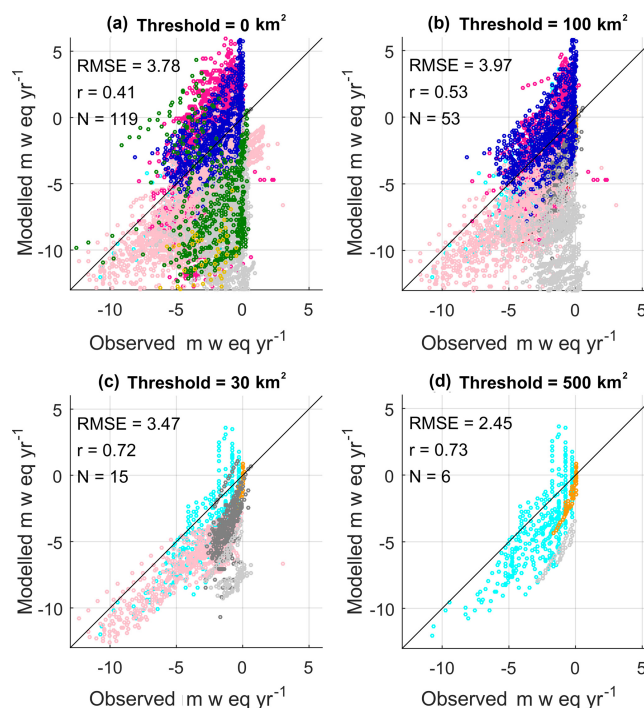 (a) Threshold = 0 km²
RMSE = 3.78
r = 0.41
N = 119
5
0
-5
-10
Modelled m w eq yr⁻¹
-10 -5 0 5
Observed m w eq yr⁻¹
(b) Threshold = 100 km²
RMSE = 3.97
r = 0.53
N = 53
5
0
-5
-10
Modelled m w eq yr⁻¹
-10 -5 0 5
Observed m w eq yr⁻¹
(c) Threshold = 30 km²
RMSE = 3.47
r = 0.72
N = 15
5
0
-5
-10
Modelled m w eq yr⁻¹
-10 -5 0 5
Observed m w eq yr⁻¹
(d) Threshold = 500 km²
RMSE = 2.45
r = 0.73
N = 6
5
0
-5
-10
Modelled m w eq yr⁻¹
-10 -5 0 5
Observed m w eq yr⁻¹